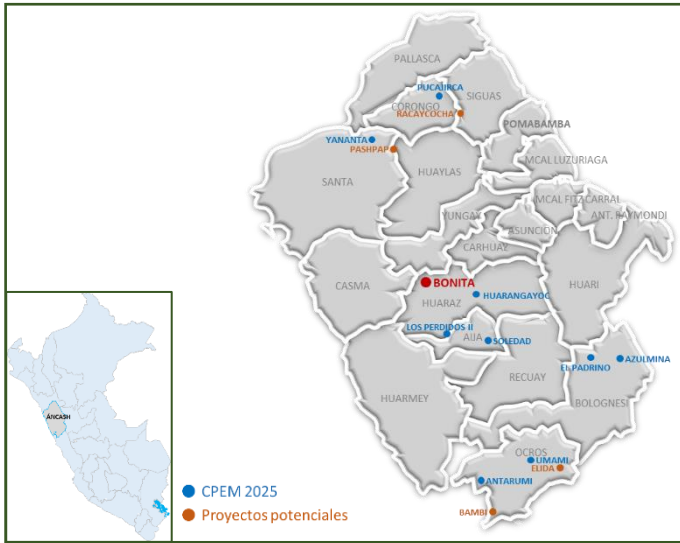 PALLASCA
PUCAJIRCA
SIGUAS
CORONGO
RACAYCOCHA
POMABAMBA
YANANTA
PASHPAP
MCAL LUZURIAGA
HUAYLAS
SANTA
MCAL FITZCARRAL
ANT. RAYMONDI
YUNGAY
ASUNCION
CARHUAY
CASMA
BONITA
HUARI
HUARANGAYOC
HUARAZ
LOS PERDIDOS II
AIJA
SOLEDAD
EL PADRINO
AZULMINA
RECUAY
HUARMEY
BOLOGNESI
ANCASH
OCROS
UMAMI
ELIDA
ANTARUMI
CPEM 2025
BAMBI
Proyectos potenciales